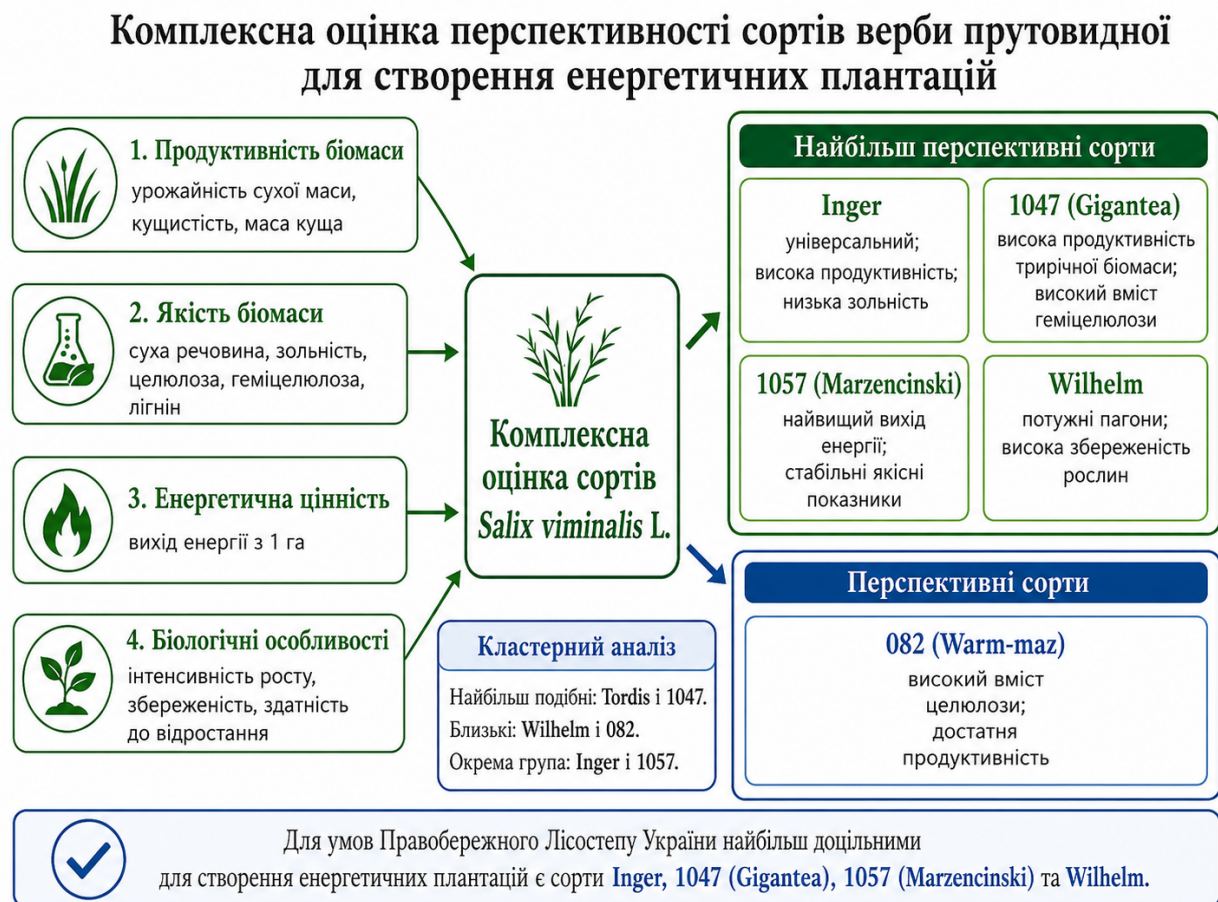 Комплексна оцінка перспективності сортів верби прутовидної
для створення енергетичних плантацій
1. Продуктивність біомаси
урожайність сухої маси,
кущистість, маса куща
2. Якість біомаси
суха речовина, зольність,
целюлоза, геміцелюлоза,
лігнін
3. Енергетична цінність
вихід енергії з 1 га
4. Біологічні особливості
інтенсивність росту,
збереженість, здатність
до відростання
Комплексна
оцінка сортів
Salix viminalis L.
Кластерний аналіз
Найбільш подібні: Tordis і 1047.
Близькі: Wilhelm і 082.
Окрема група: Inger і 1057.
Найбільш перспективні сорти
Inger
універсальний;
висока продуктивність;
низька зольність
1047 (Gigantea)
висока продуктивність
трирічної біомаси;
високий вміст
геміцелюлози
1057 (Marzencinski)
найвищий вихід
енергії;
стабільні якісні
показники
Wilhelm
потужні пагони;
висока збереженість
рослин
Перспективні сорти
082 (Warm-maz)
високий вміст
целюлози;
достатня
продуктивність
Для умов Правобережного Лісостепу України найбільш доцільними
для створення енергетичних плантацій є сорти Inger, 1047 (Gigantea), 1057 (Marzencinski) та Wilhelm.